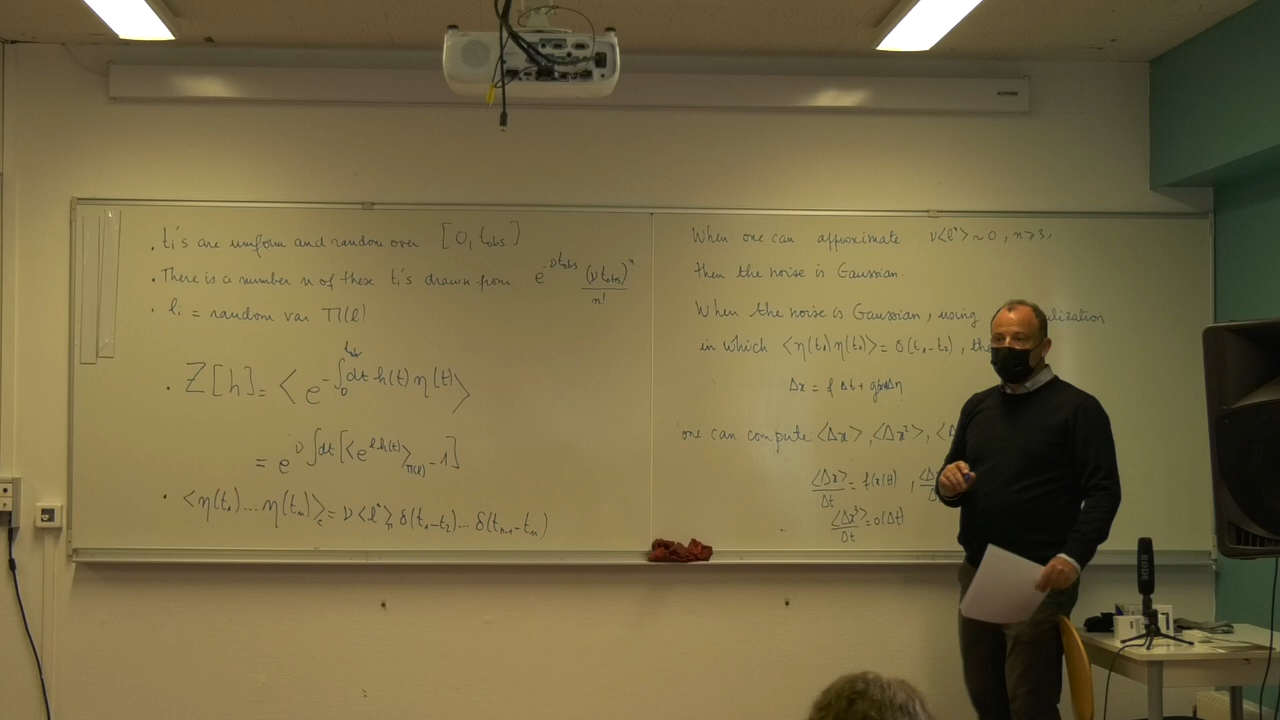 . ti's are uniform and random over [0, tobs]
. There is a number n of these ti's drawn from e^{-νtobs} (νtobs)^n / n!
. li = random var Π(l)
. Z[h] = < e^{-∫_0^{tobs} dt h(t) η(t)} >
= e^{ν∫dt[<e^{lh(t)}>_{Π(l)} - 1]}
. <η(t1)...η(tn)>c = ν <l^n>_Π δ(t1-t2)... δ(tn-1-tn)
When one can approximate ν<l^n> ~ 0, n≥3,
then the noise is Gaussian.
When the noise is Gaussian, using
in which <η(t1)η(t2)> = δ(t1-t2),
Δx = f Δt + g(x)Δη
one can compute <Δx>, <Δx²>,
<Δx>/Δt = f(x(t)),
<Δx³>/Δt = o(Δt)
RODE